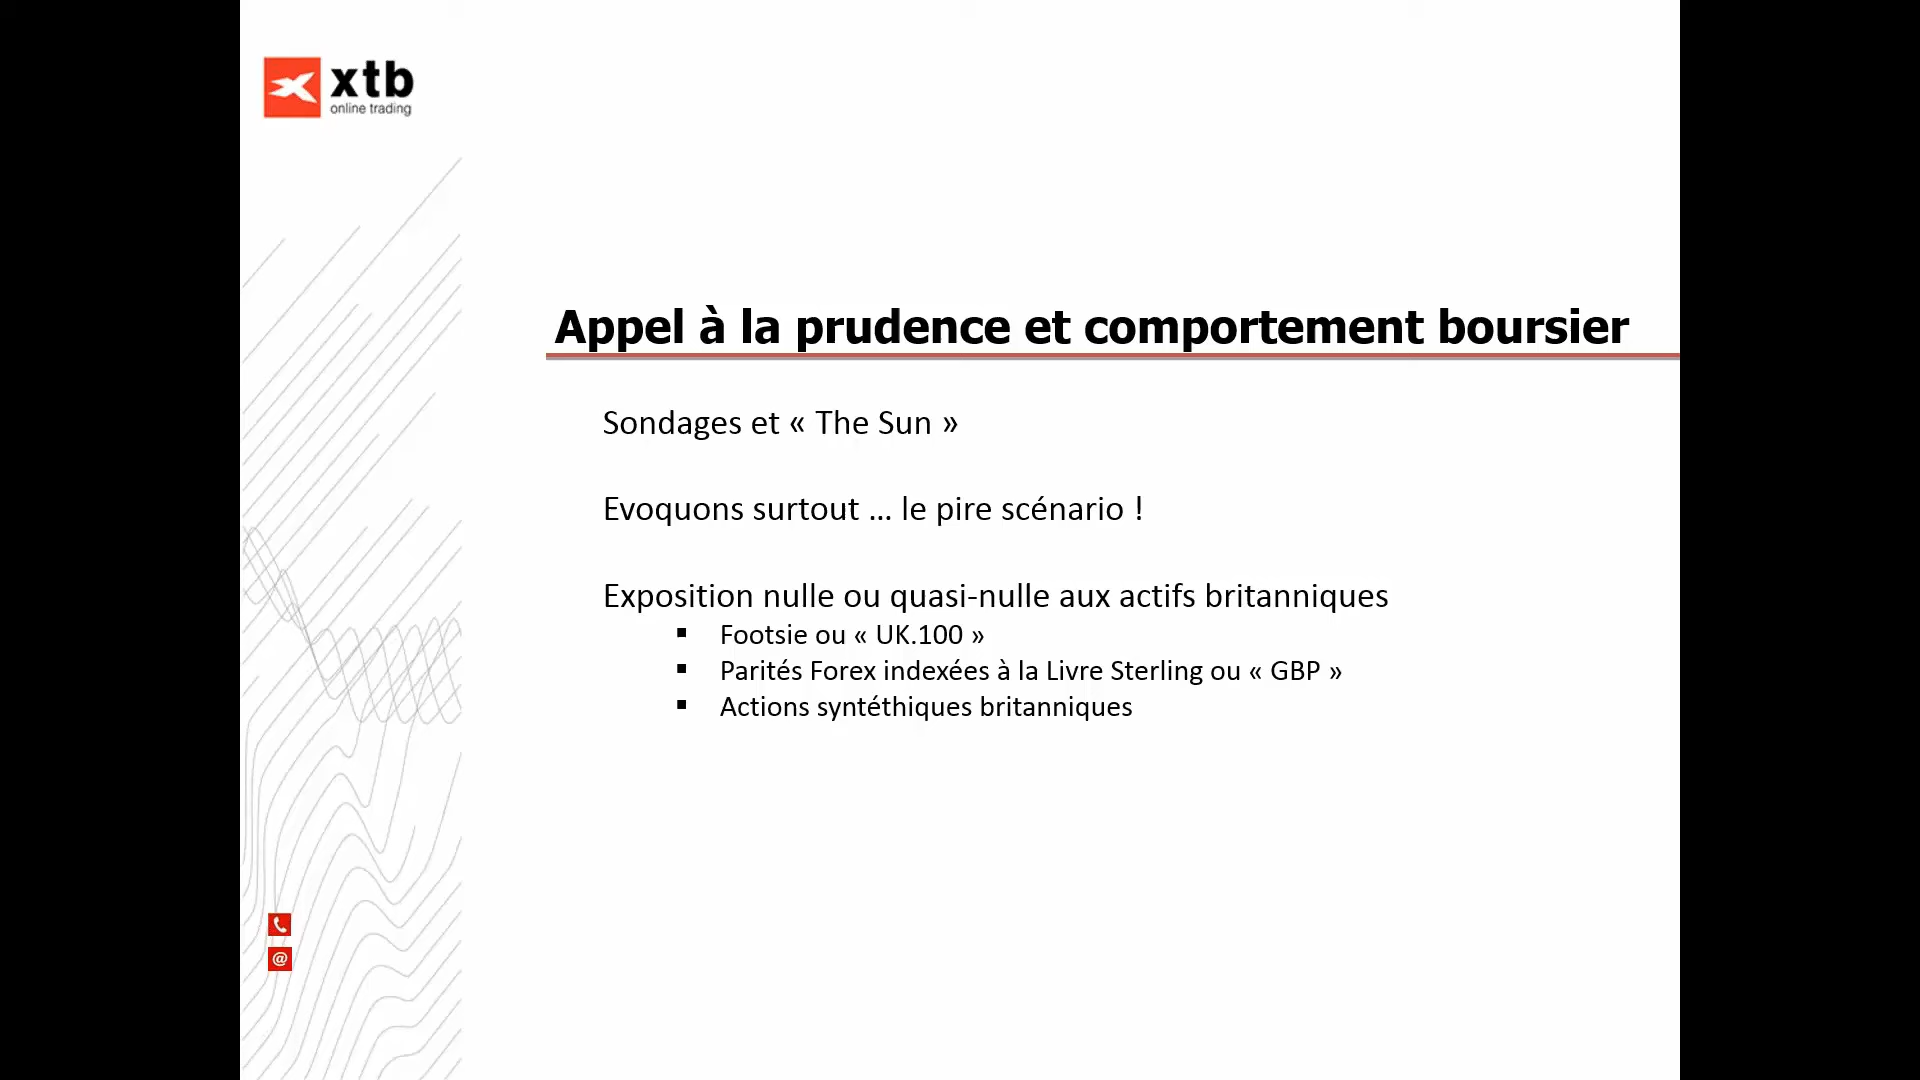 xtb
online trading
Appel à la prudence et comportement boursier
Sondages et « The Sun »
Evoquons surtout ... le pire scénario !
Exposition nulle ou quasi-nulle aux actifs britanniques
▪ Footsie ou « UK.100 »
▪ Parités Forex indexées à la Livre Sterling ou « GBP »
▪ Actions syntéthiques britanniques
@